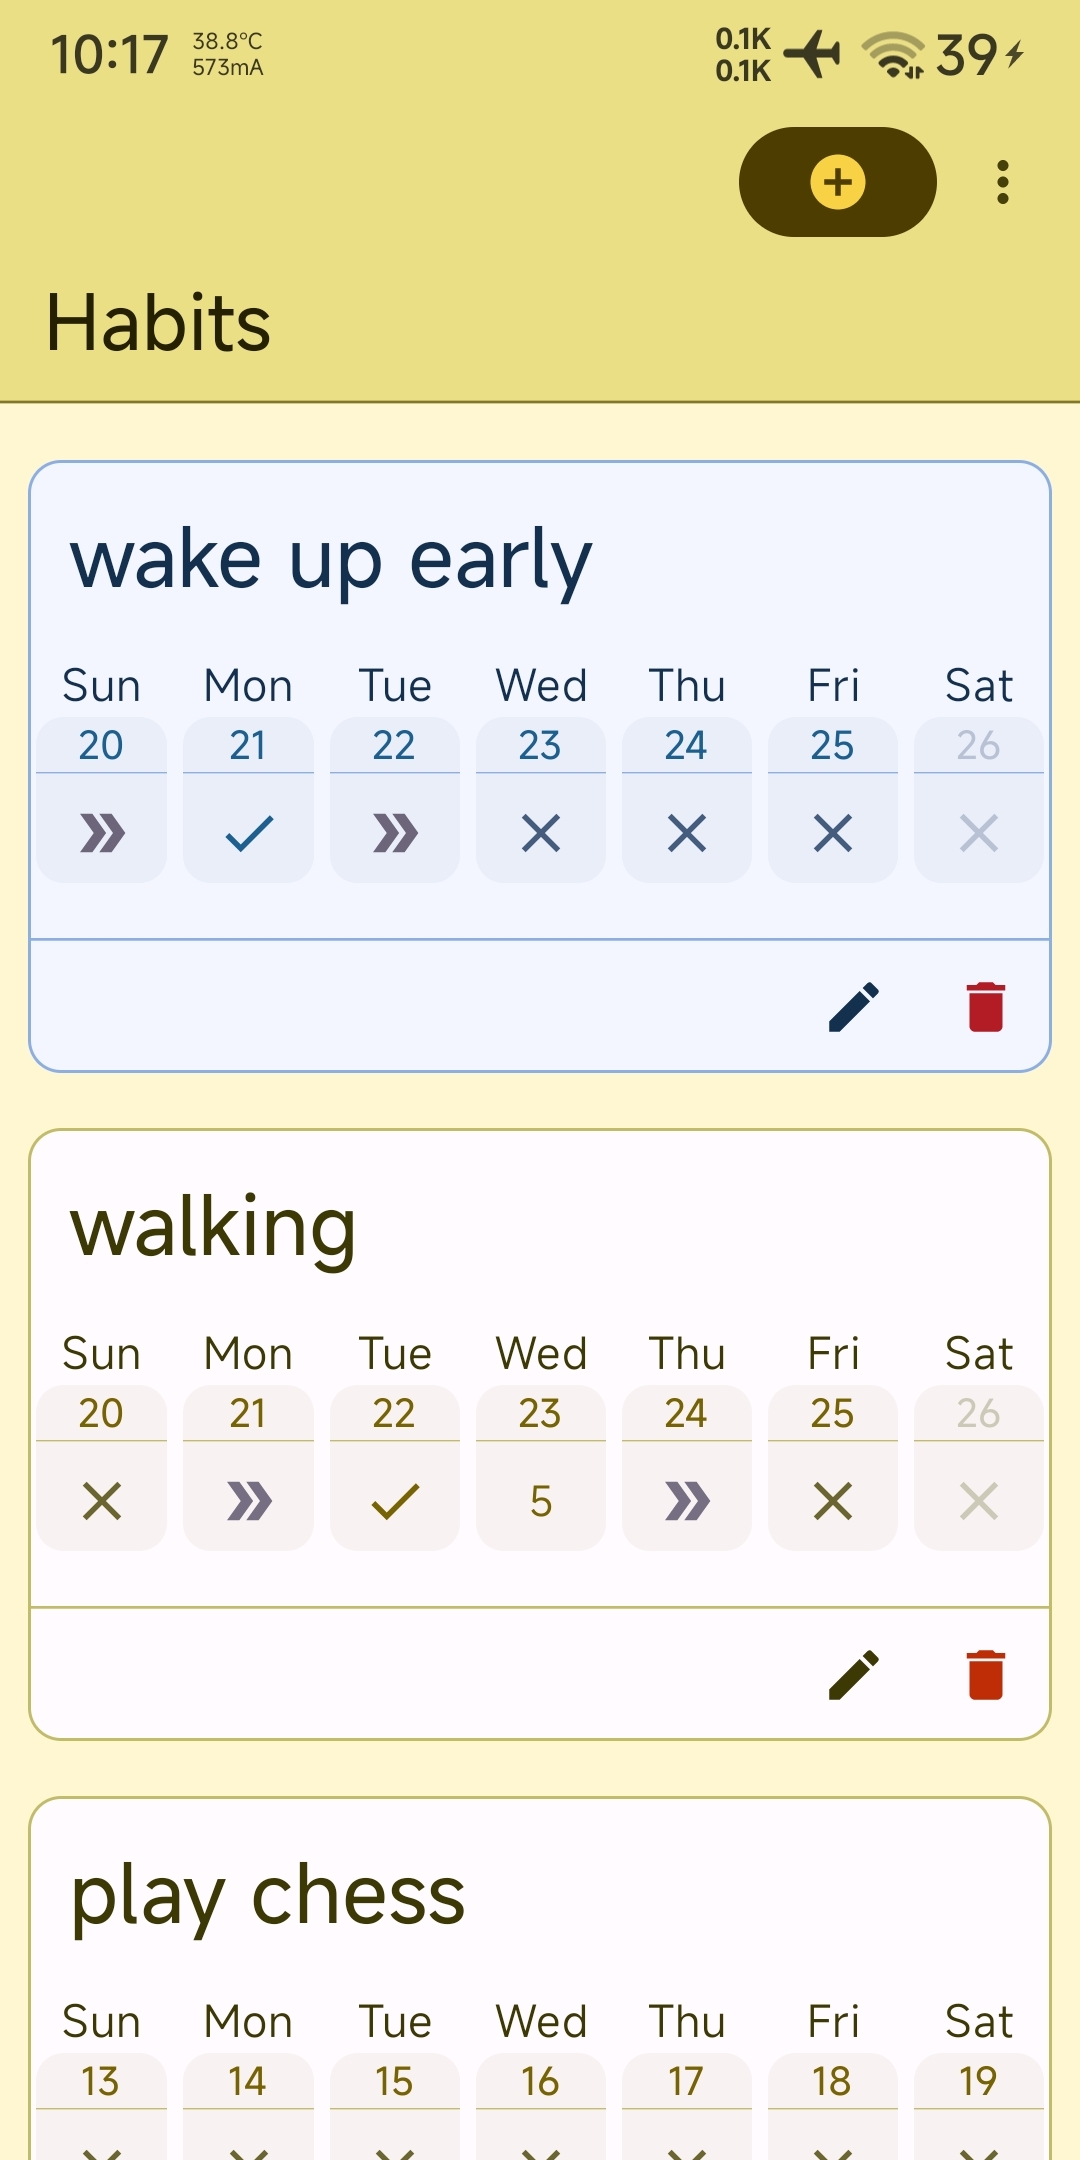 10:17 38.8°C 0.1K 39
573mA 0.1K
Habits
wake up early
Sun Mon Tue Wed Thu Fri Sat
20 21 22 23 24 25 26
walking
Sun Mon Tue Wed Thu Fri Sat
20 21 22 23 24 25 26
5
play chess
Sun Mon Tue Wed Thu Fri Sat
13 14 15 16 17 18 19